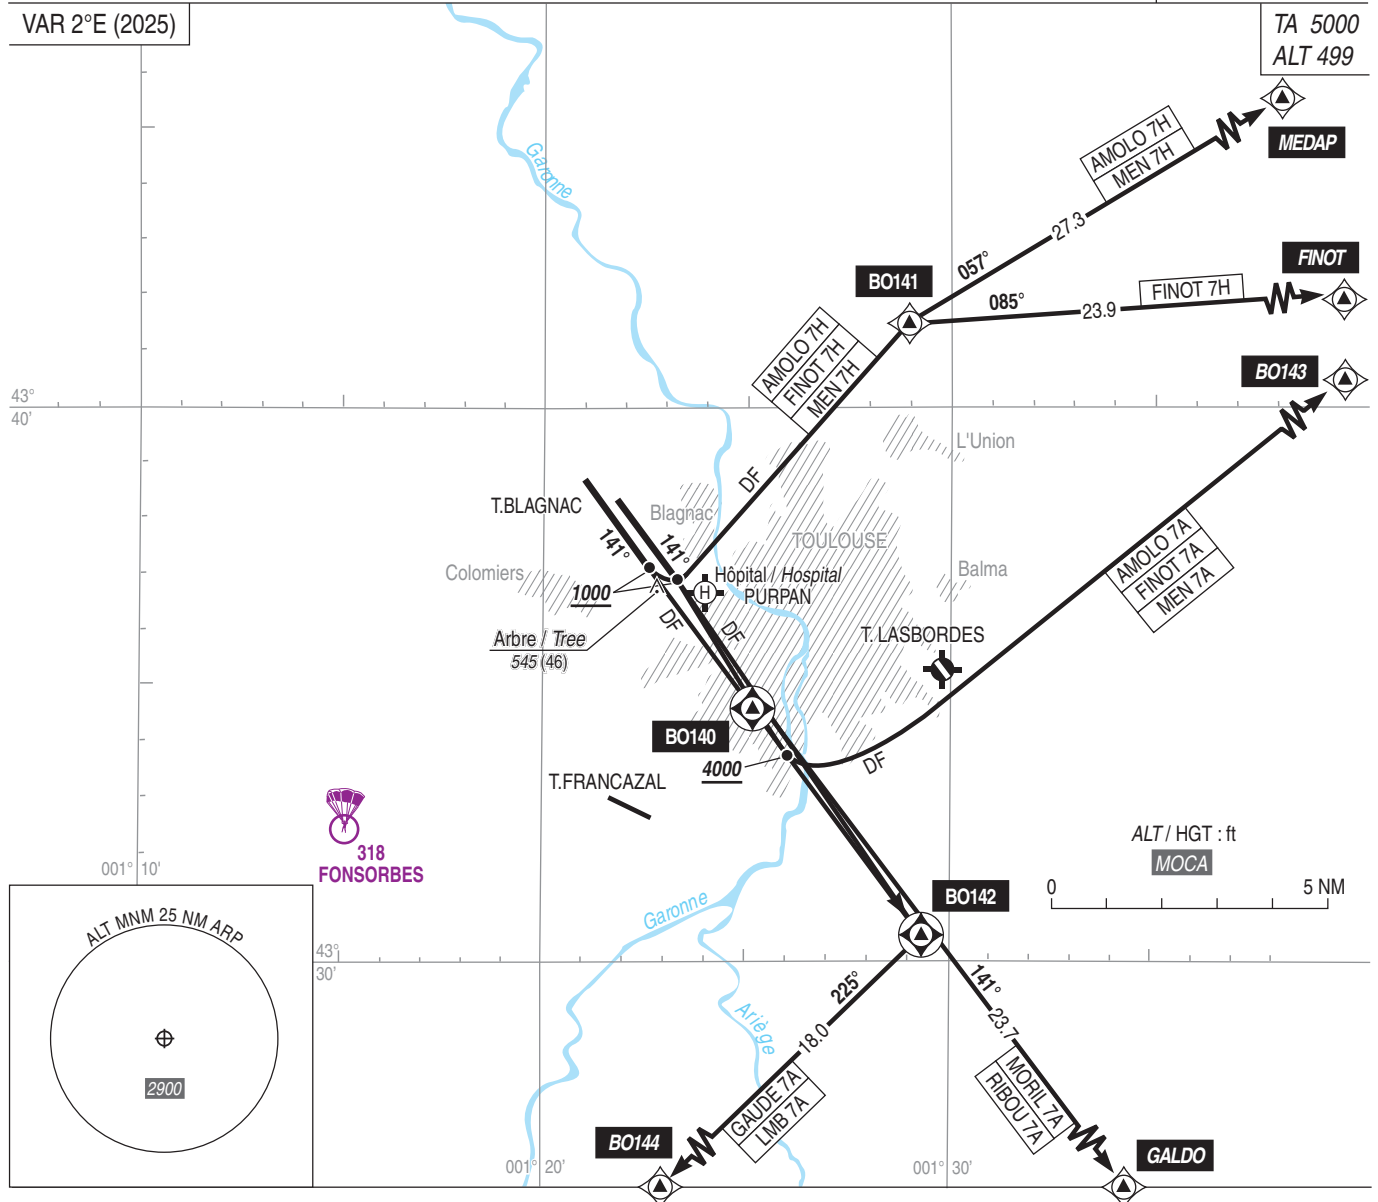 VAR 2°E (2025)
TA 5000
ALT 499
MEDAP
AMOLO 7H
MEN 7H
27.3
057°
Garonne
FINOT
BO141
085°
23.9
FINOT 7H
AMOLO 7H
FINOT 7H
MEN 7H
BO143
43°
40'
L'Union
DF
T.BLAGNAC
Blagnac
141°
141°
TOULOUSE
Colomiers
1000
Hôpital / Hospital
PURPAN
H
Balma
AMOLO 7A
FINOT 7A
MEN 7A
Arbre / Tree
545 (46)
DF
DF
T. LASBORDES
BO140
4000
DF
T.FRANCAZAL
318
FONSORBES
ALT / HGT : ft
MOCA
0
5 NM
001° 10'
BO142
ALT MNM 25 NM ARP
2900
Garonne
43°
30'
225°
18.0
141°
23.7
Ariège
GAUDE 7A
LMB 7A
MORIL 7A
RIBOU 7A
BO144
GALDO
001° 20'
001° 30'